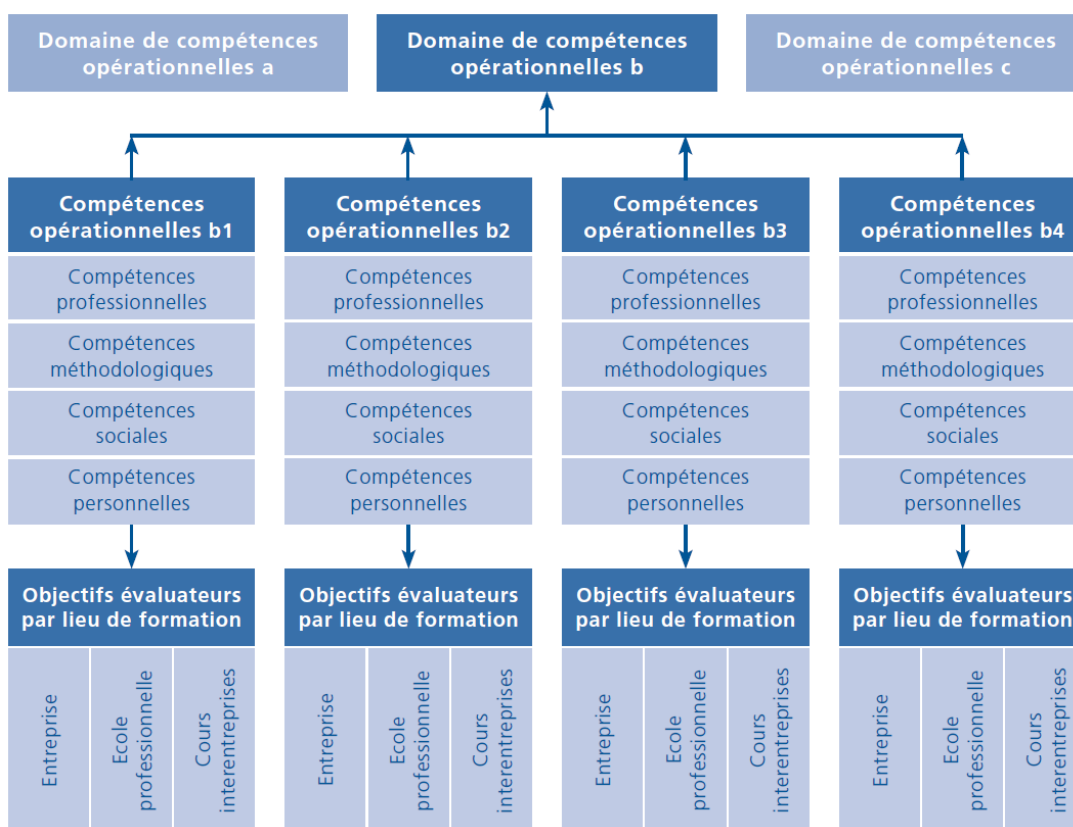 Domaine de compétences
opérationnelles a
Domaine de compétences
opérationnelles b
Domaine de compétences
opérationnelles c
Compétences
opérationnelles b1
Compétences
professionnelles
Compétences
méthodologiques
Compétences
sociales
Compétences
personnelles
Objectifs évaluateurs
par lieu de formation
Entreprise
Ecole
professionnelle
Cours
interentreprises
Compétences
opérationnelles b2
Compétences
professionnelles
Compétences
méthodologiques
Compétences
sociales
Compétences
personnelles
Objectifs évaluateurs
par lieu de formation
Entreprise
Ecole
professionnelle
Cours
interentreprises
Compétences
opérationnelles b3
Compétences
professionnelles
Compétences
méthodologiques
Compétences
sociales
Compétences
personnelles
Objectifs évaluateurs
par lieu de formation
Entreprise
Ecole
professionnelle
Cours
interentreprises
Compétences
opérationnelles b4
Compétences
professionnelles
Compétences
méthodologiques
Compétences
sociales
Compétences
personnelles
Objectifs évaluateurs
par lieu de formation
Entreprise
Ecole
professionnelle
Cours
interentreprises